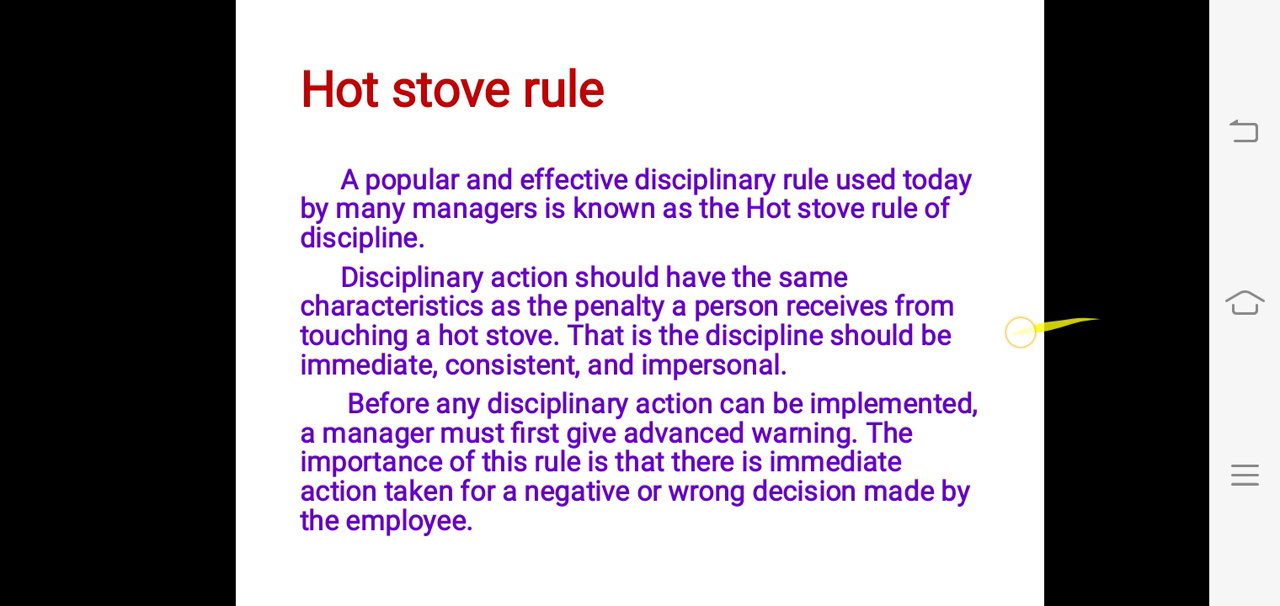 Hot stove rule
A popular and effective disciplinary rule used today
by many managers is known as the Hot stove rule of
discipline.
Disciplinary action should have the same
characteristics as the penalty a person receives from
touching a hot stove. That is the discipline should be
immediate, consistent, and impersonal.
Before any disciplinary action can be implemented,
a manager must first give advanced warning. The
importance of this rule is that there is immediate
action taken for a negative or wrong decision made by
the employee.